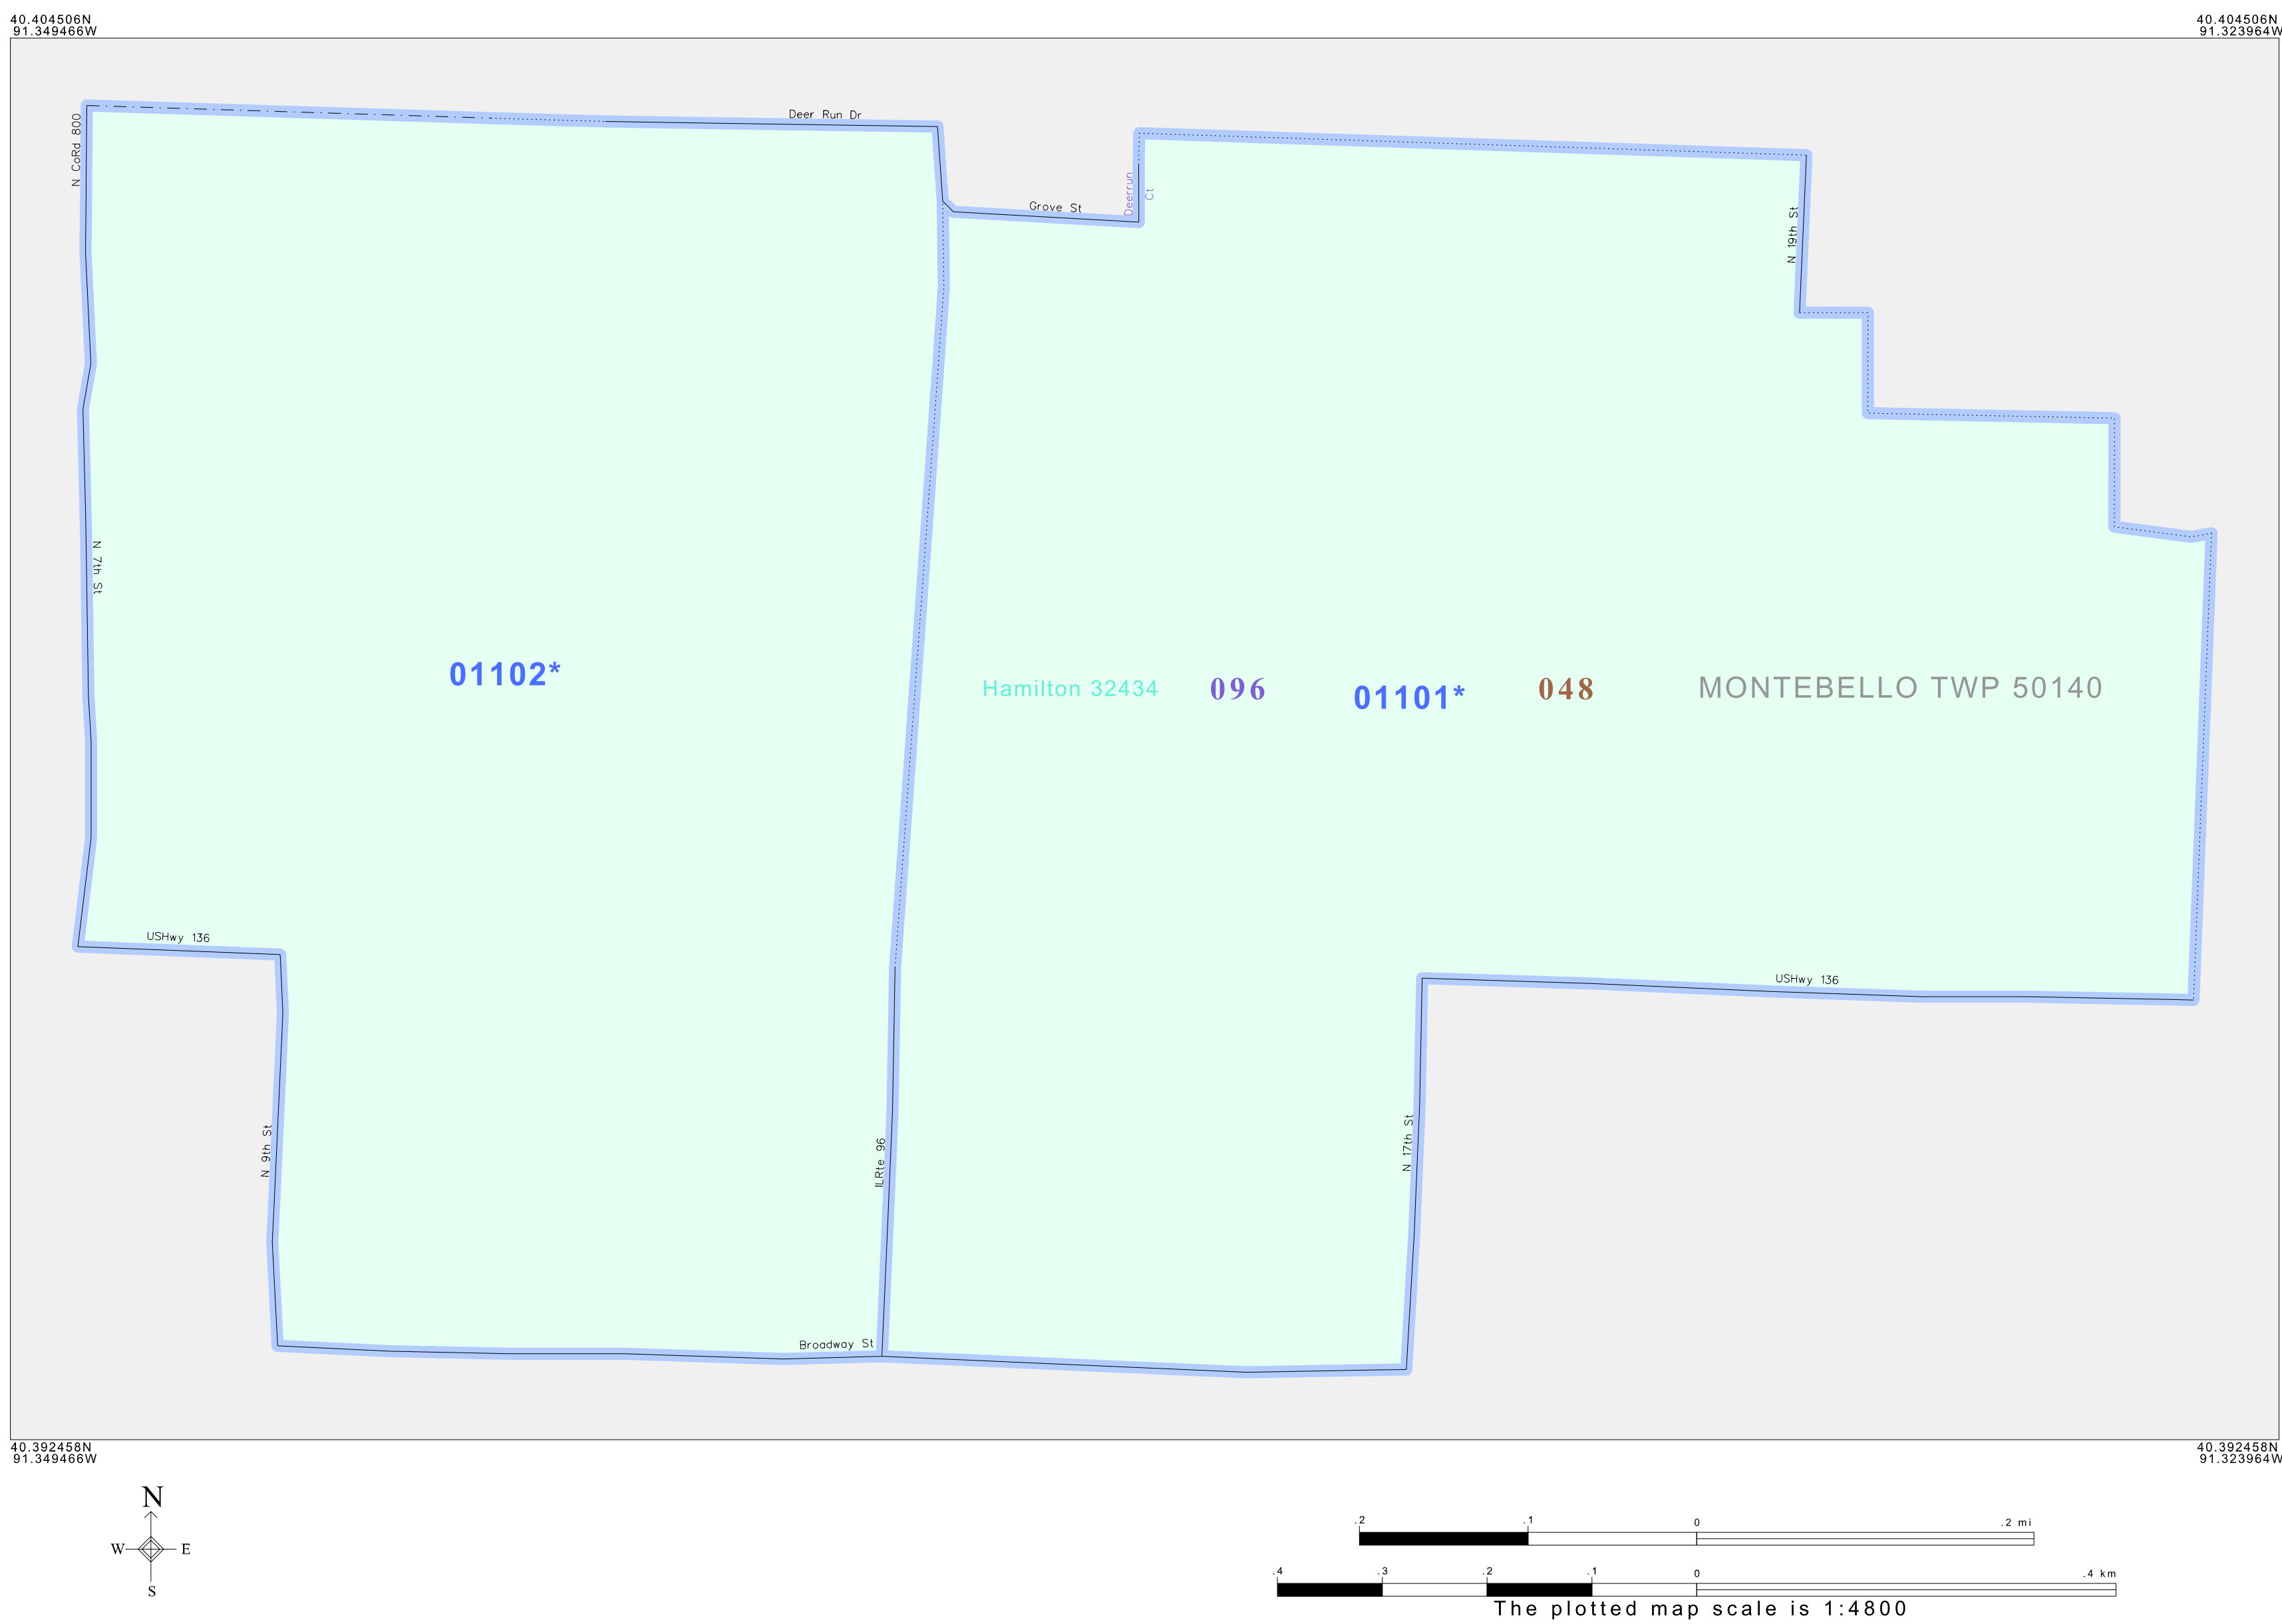 40.404506N
91.349466W
40.404506N
91.323964W
N CoRd 800
Deer Run Dr
Grove St
Deerrun
Ct
N 19th St
N 7th St
01102*
Hamilton 32434
096
01101*
048
MONTEBELLO TWP 50140
USHwy 136
USHwy 136
N 9th St
ILRte 96
N 17th St
Broadway St
40.392458N
91.349466W
40.392458N
91.323964W
N
W
E
S
.2
.1
0
.2 mi
.4
.3
.2
.1
0
.4 km
The plotted map scale is 1:4800